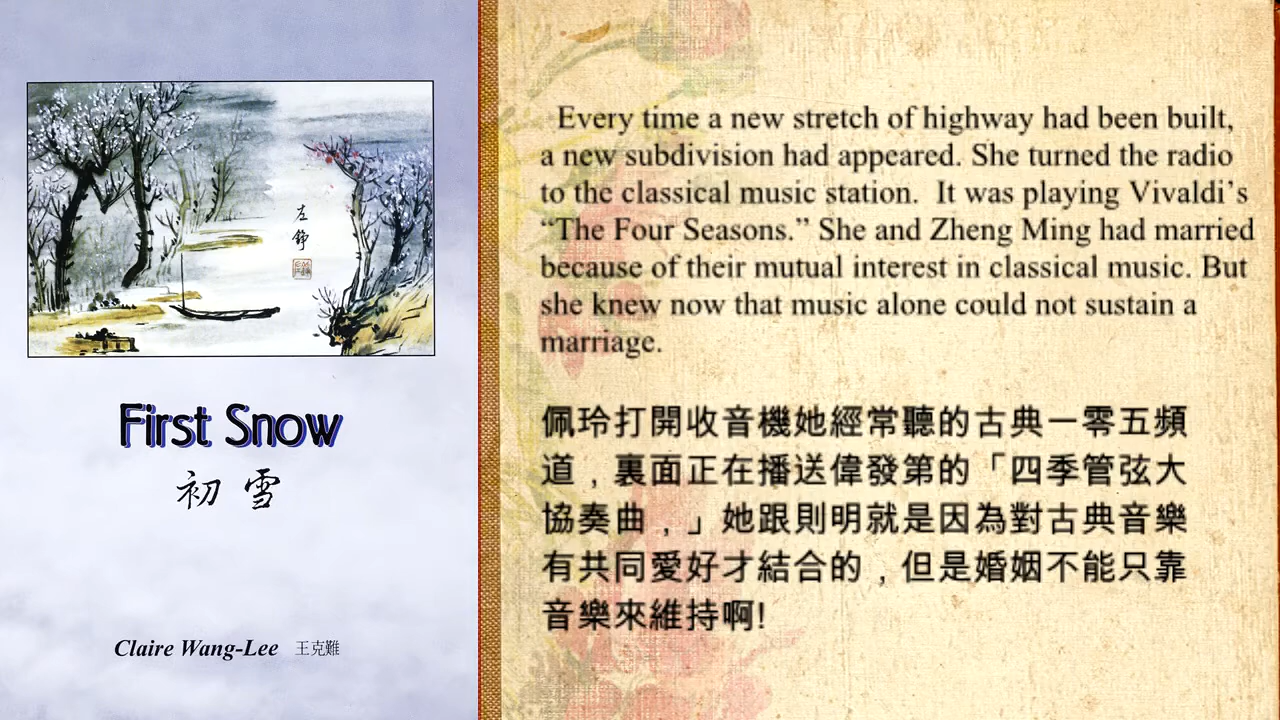 左錚
First Snow
初雪
Claire Wang-Lee 王克難
Every time a new stretch of highway had been built,
a new subdivision had appeared. She turned the radio
to the classical music station. It was playing Vivaldi’s
“The Four Seasons.” She and Zheng Ming had married
because of their mutual interest in classical music. But
she knew now that music alone could not sustain a
marriage.
佩玲打開收音機她經常聽的古典一零五頻
道，裏面正在播送偉發第的「四季管弦大
協奏曲，」她跟則明就是因為對古典音樂
有共同愛好才結合的，但是婚姻不能只靠
音樂來維持啊!